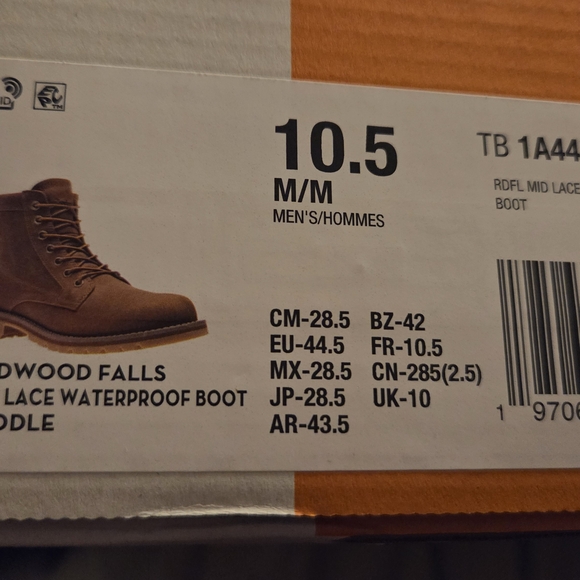 ID
10.5
M/M
MEN'S/HOMMES
TB 1A44
RDFL MID LACE
BOOT
CM-28.5 BZ-42
EU-44.5 FR-10.5
MX-28.5 CN-285(2.5)
JP-28.5 UK-10
AR-43.5
DWOOD FALLS
LACE WATERPROOF BOOT
ODLE
1 9706